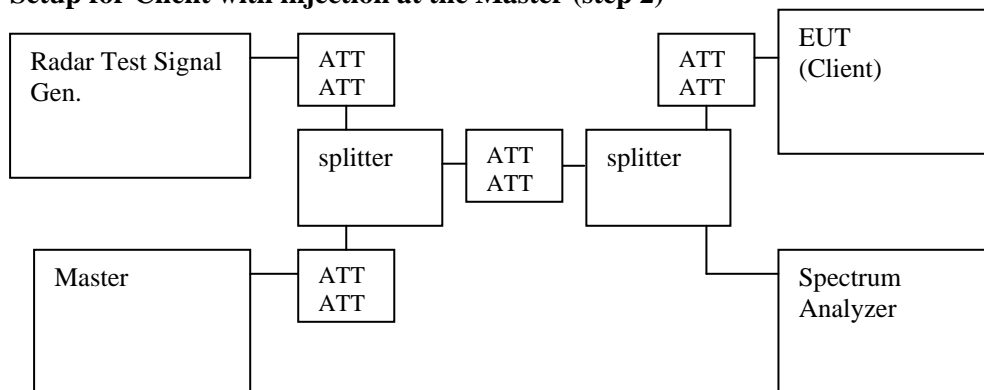 Setup for Client with injection at the Master (step 2)
Radar Test Signal
Gen.
ATT
ATT
ATT
ATT
EUT
(Client)
splitter
ATT
ATT
splitter
Master
ATT
ATT
Spectrum
Analyzer